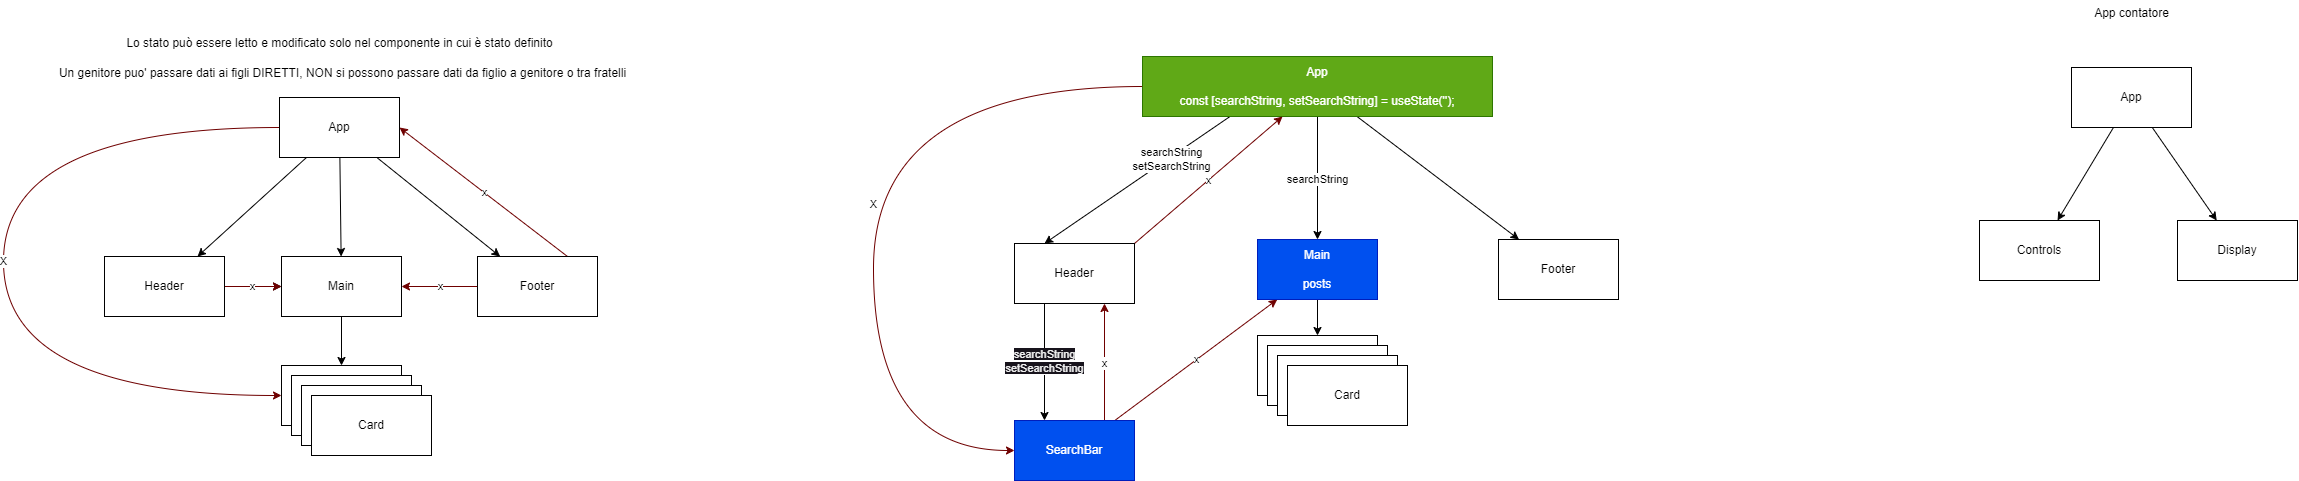 Lo stato può essere letto e modificato solo nel componente in cui è stato definito
Un genitore puo' passare dati ai figli DIRETTI, NON si possono passare dati da figlio a genitore o tra fratelli
App
x
X
Header
x
Main
x
Footer
Card
App
const [searchString, setSearchString] = useState('');
searchString
setSearchString
x
searchString
X
Header
Main
posts
Footer
searchString
setSearchString
x
x
Card
SearchBar
App contatore
App
Controls
Display